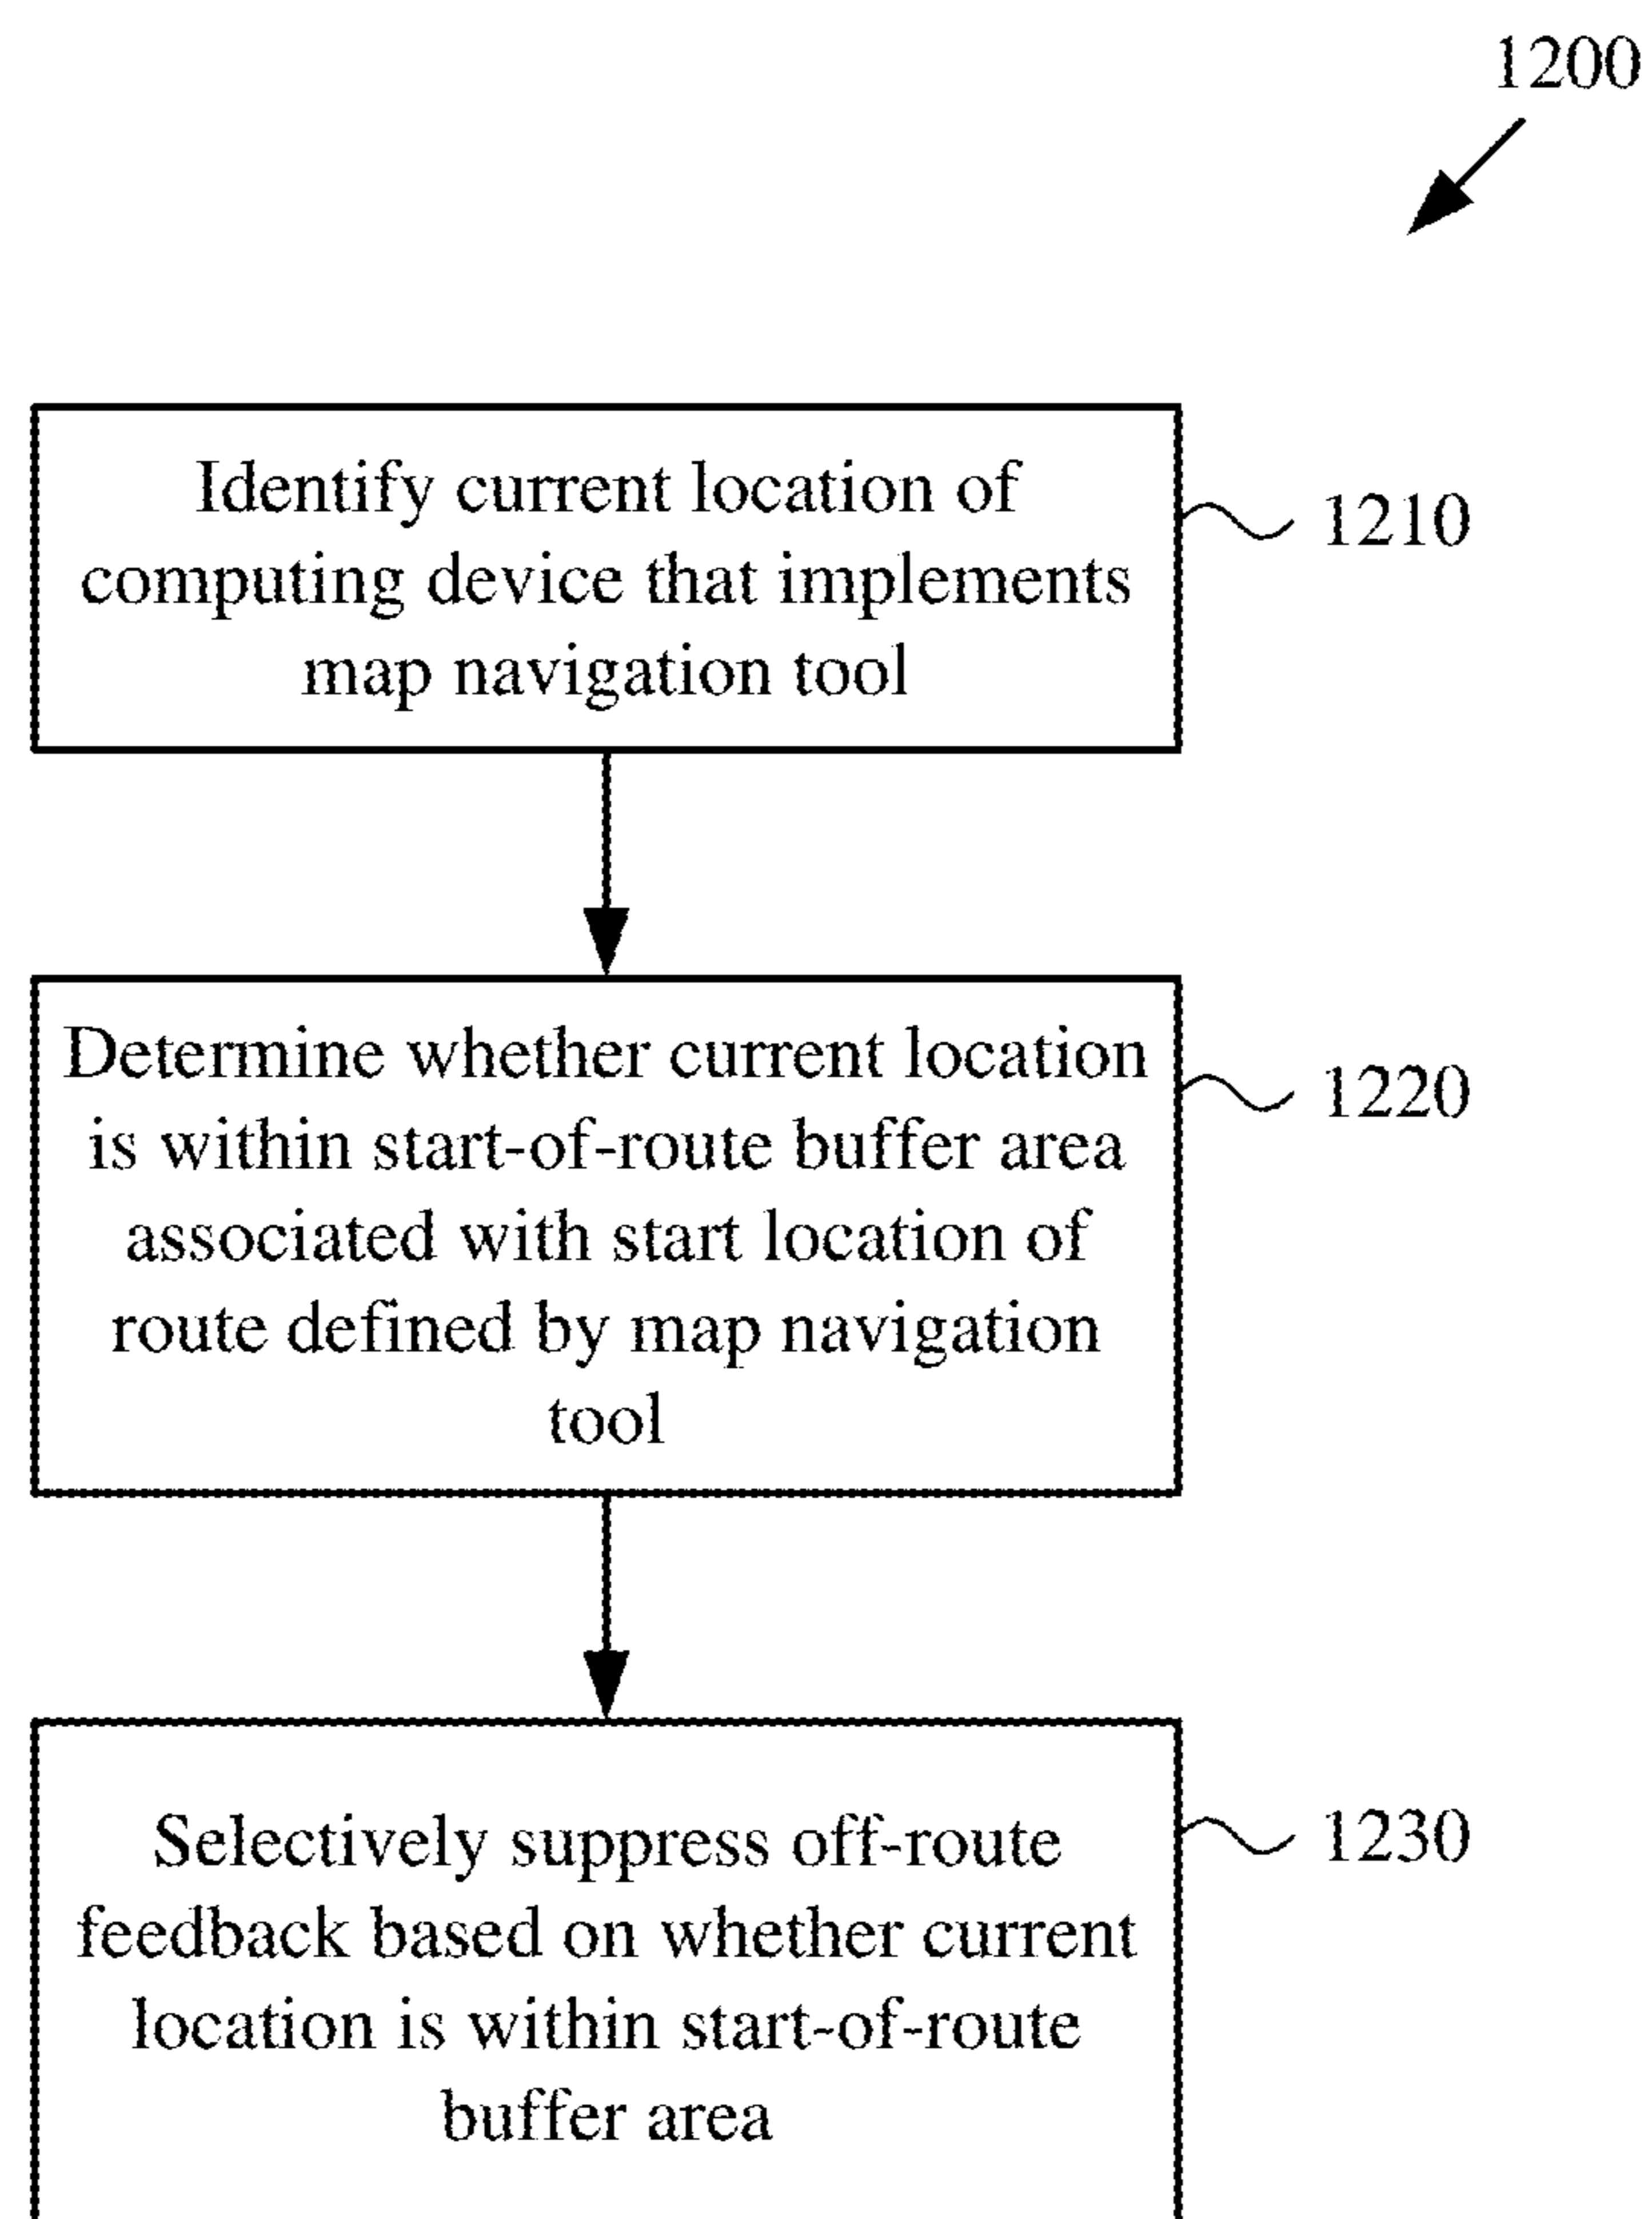 1200
Identify current location of
computing device that implements
map navigation tool
1210
Determine whether current location
is within start-of-route buffer area
associated with start location of
route defined by map navigation
tool
1220
Selectively suppress off-route
feedback based on whether current
location is within start-of-route
buffer area
1230